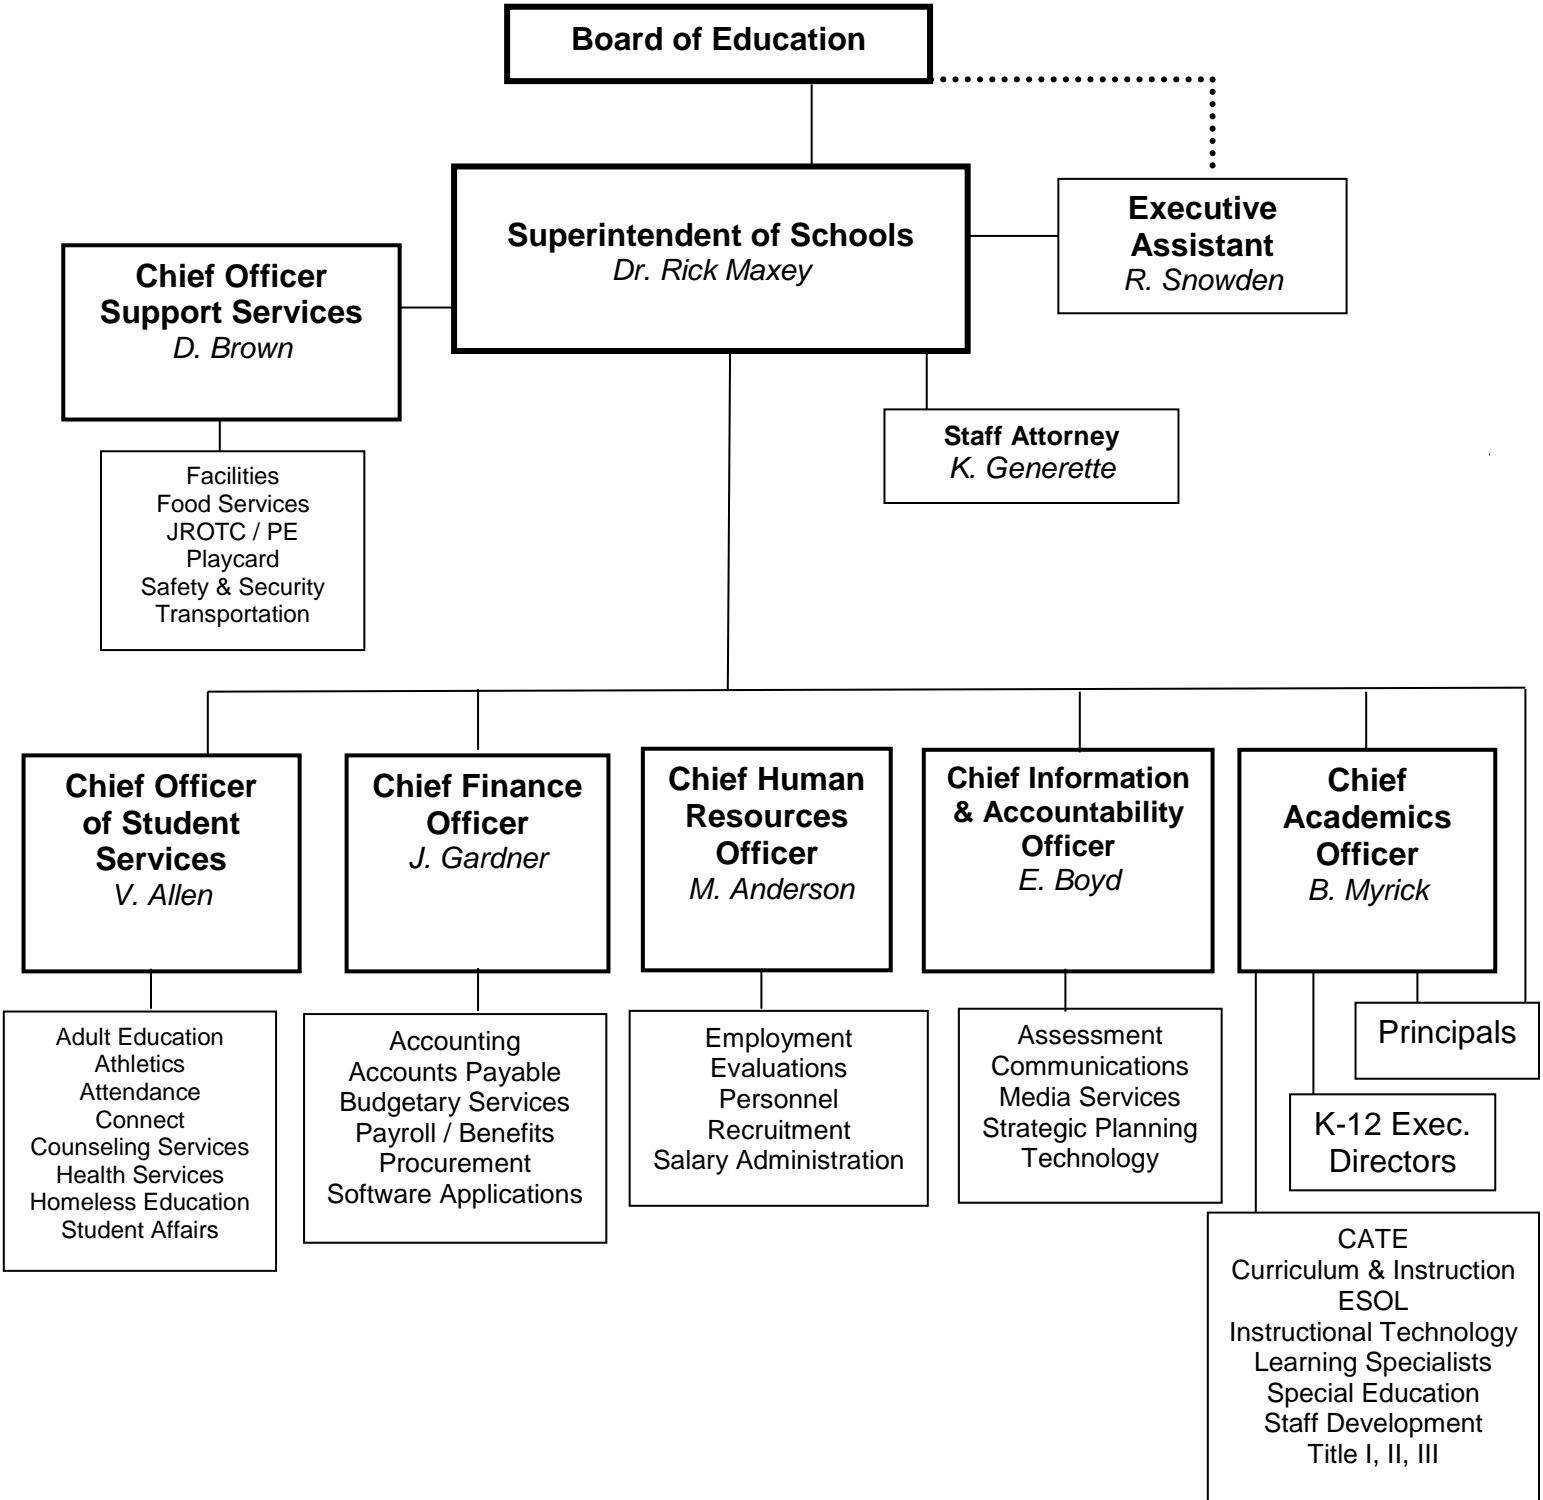 Board of Education
Superintendent of Schools
Dr. Rick Maxey
Executive
Assistant
R. Snowden
Chief Officer
Support Services
D. Brown
Staff Attorney
K. Generette
Facilities
Food Services
JROTC / PE
Playcard
Safety & Security
Transportation
Chief Officer
of Student
Services
V. Allen
Chief Finance
Officer
J. Gardner
Chief Human
Resources
Officer
M. Anderson
Chief Information
& Accountability
Officer
E. Boyd
Chief
Academics
Officer
B. Myrick
Adult Education
Athletics
Attendance
Connect
Counseling Services
Health Services
Homeless Education
Student Affairs
Accounting
Accounts Payable
Budgetary Services
Payroll / Benefits
Procurement
Software Applications
Employment
Evaluations
Personnel
Recruitment
Salary Administration
Assessment
Communications
Media Services
Strategic Planning
Technology
Principals
K-12 Exec.
Directors
CATE
Curriculum & Instruction
ESOL
Instructional Technology
Learning Specialists
Special Education
Staff Development
Title I, II, III